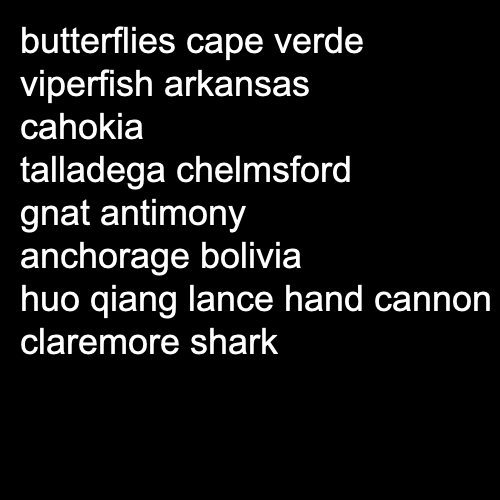 butterflies cape verde
viperfish arkansas
cahokia
talladega chelmsford
gnat antimony
anchorage bolivia
huo qiang lance hand cannon
claremore shark